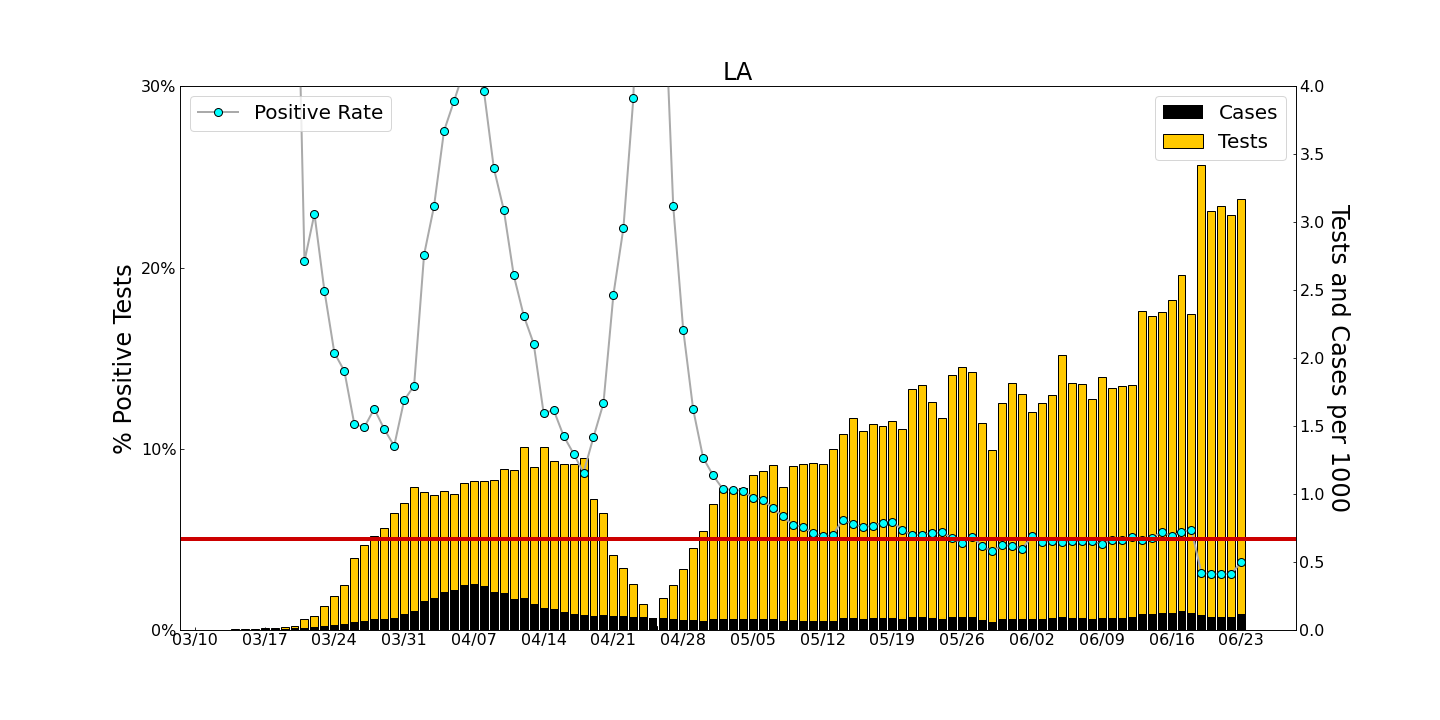 LA
30%
20%
10%
0%
% Positive Tests
Positive Rate
Cases
Tests
4.0
3.5
3.0
2.5
2.0
1.5
1.0
0.5
0.0
Tests and Cases per 1000
03/10 03/17 03/24 03/31 04/07 04/14 04/21 04/28 05/05 05/12 05/19 05/26 06/02 06/09 06/16 06/23